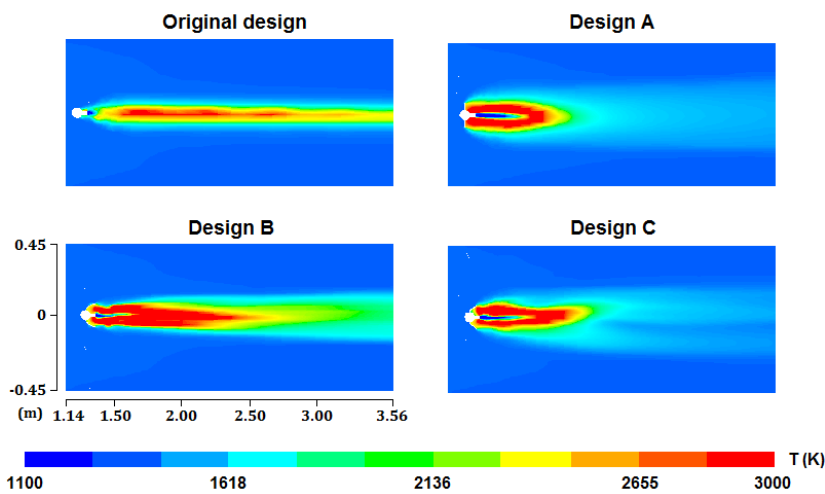 Original design
Design A
Design B
Design C
0.45
0
-0.45
(m)
1.14 1.50 2.00 2.50 3.00 3.56
T (K)
1100 1618 2136 2655 3000